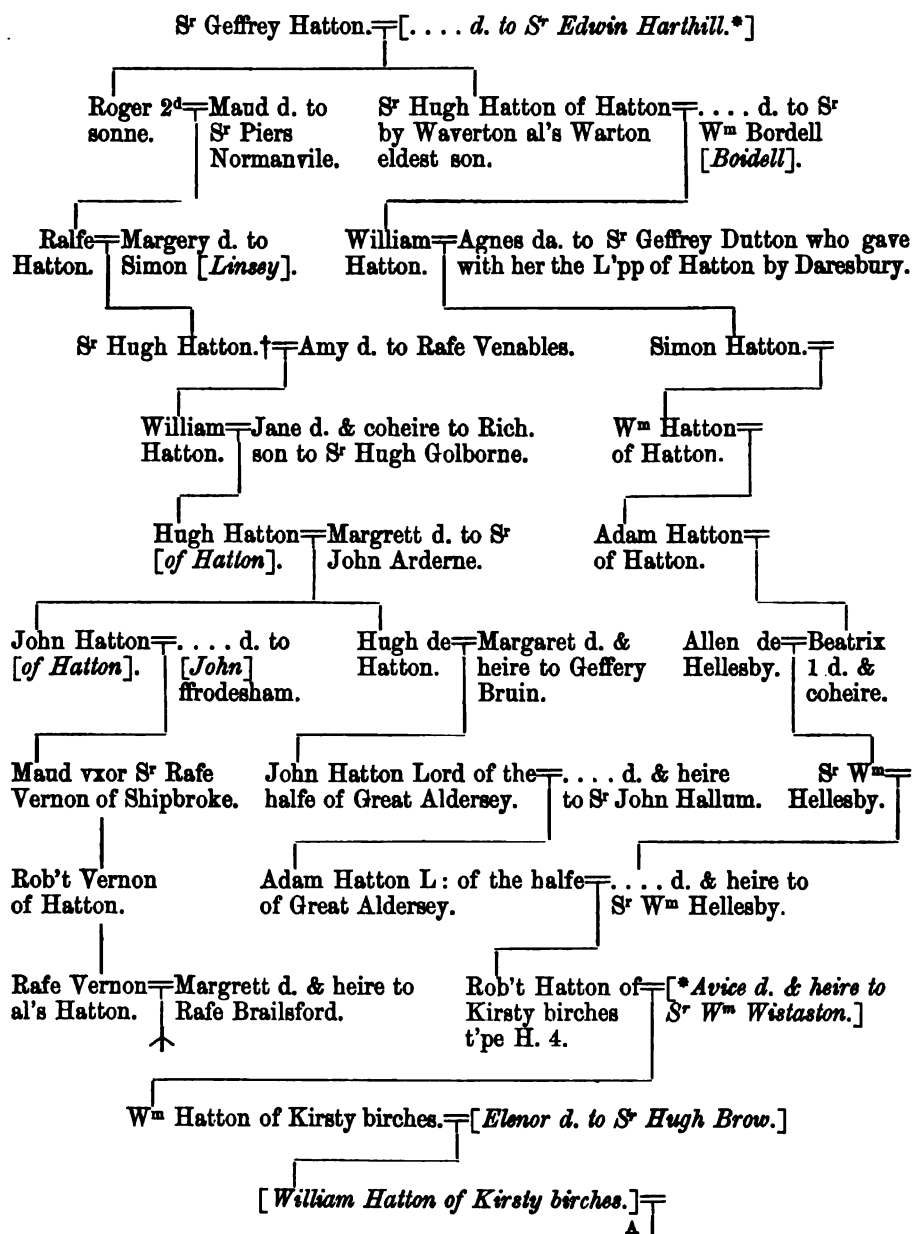 Sʳ Geffrey Hatton.=[. . . . d. to Sʳ Edwin Harthill.*]
Roger 2ᵈ=Maud d. to
sonne. Sʳ Piers
Normanvile.
Sʳ Hugh Hatton of Hatton=. . . . d. to Sʳ
by Waverton al's Warton Wᵐ Bordell
eldest son. [Boidell].
Ralfe=Margery d. to
Hatton. Simon [Linsey].
William=Agnes da. to Sʳ Geffrey Dutton who gave
Hatton. with her the L'pp of Hatton by Daresbury.
Sʳ Hugh Hatton.†=Amy d. to Rafe Venables.
Simon Hatton.=
William=Jane d. & coheire to Rich.
Hatton. son to Sʳ Hugh Golborne.
Wᵐ Hatton=
of Hatton.
Hugh Hatton=Margrett d. to Sʳ
[of Hatton]. John Arderne.
Adam Hatton=
of Hatton.
John Hatton=. . . . d. to
[of Hatton]. [John]
ffrodesham.
Hugh de=Margaret d. &
Hatton. heire to Geffery
Bruin.
Allen de=Beatrix
Hellesby. 1 d. &
coheire.
Maud vxor Sʳ Rafe
Vernon of Shipbroke.
John Hatton Lord of the=. . . . d. & heire
halfe of Great Aldersey. to Sʳ John Hallum.
Sʳ Wᵐ=
Hellesby.
Rob't Vernon
of Hatton.
Adam Hatton L : of the halfe=. . . . d. & heire to
of Great Aldersey. Sʳ Wᵐ Hellesby.
Rafe Vernon=Margrett d. & heire to
al's Hatton. Rafe Brailsford.
Rob't Hatton of=[*Avice d. & heire to
Kirsty birches Sʳ Wᵐ Wistaston.]
t'pe H. 4.
Wᵐ Hatton of Kirsty birches.=[Elenor d. to Sʳ Hugh Brow.]
[William Hatton of Kirsty birches.]=
A